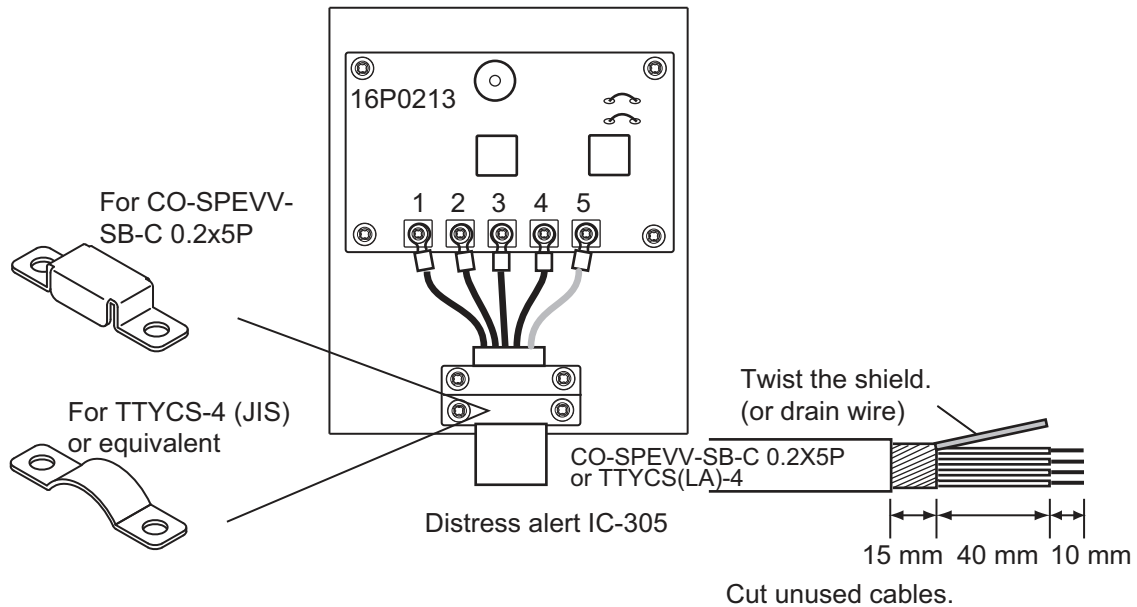 16P0213
1 2 3 4 5
For CO-SPEVV-
SB-C 0.2x5P
For TTYCS-4 (JIS)
or equivalent
Twist the shield.
(or drain wire)
CO-SPEVV-SB-C 0.2X5P
or TTYCS(LA)-4
Distress alert IC-305
15 mm 40 mm 10 mm
Cut unused cables.